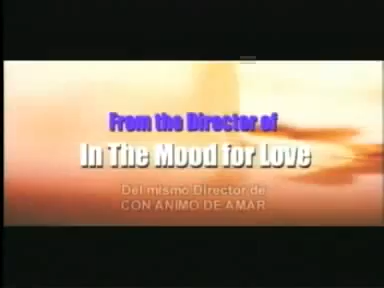 From the Director of
In The Mood for Love
Del mismo Director de
CON ANIMO DE AMAR